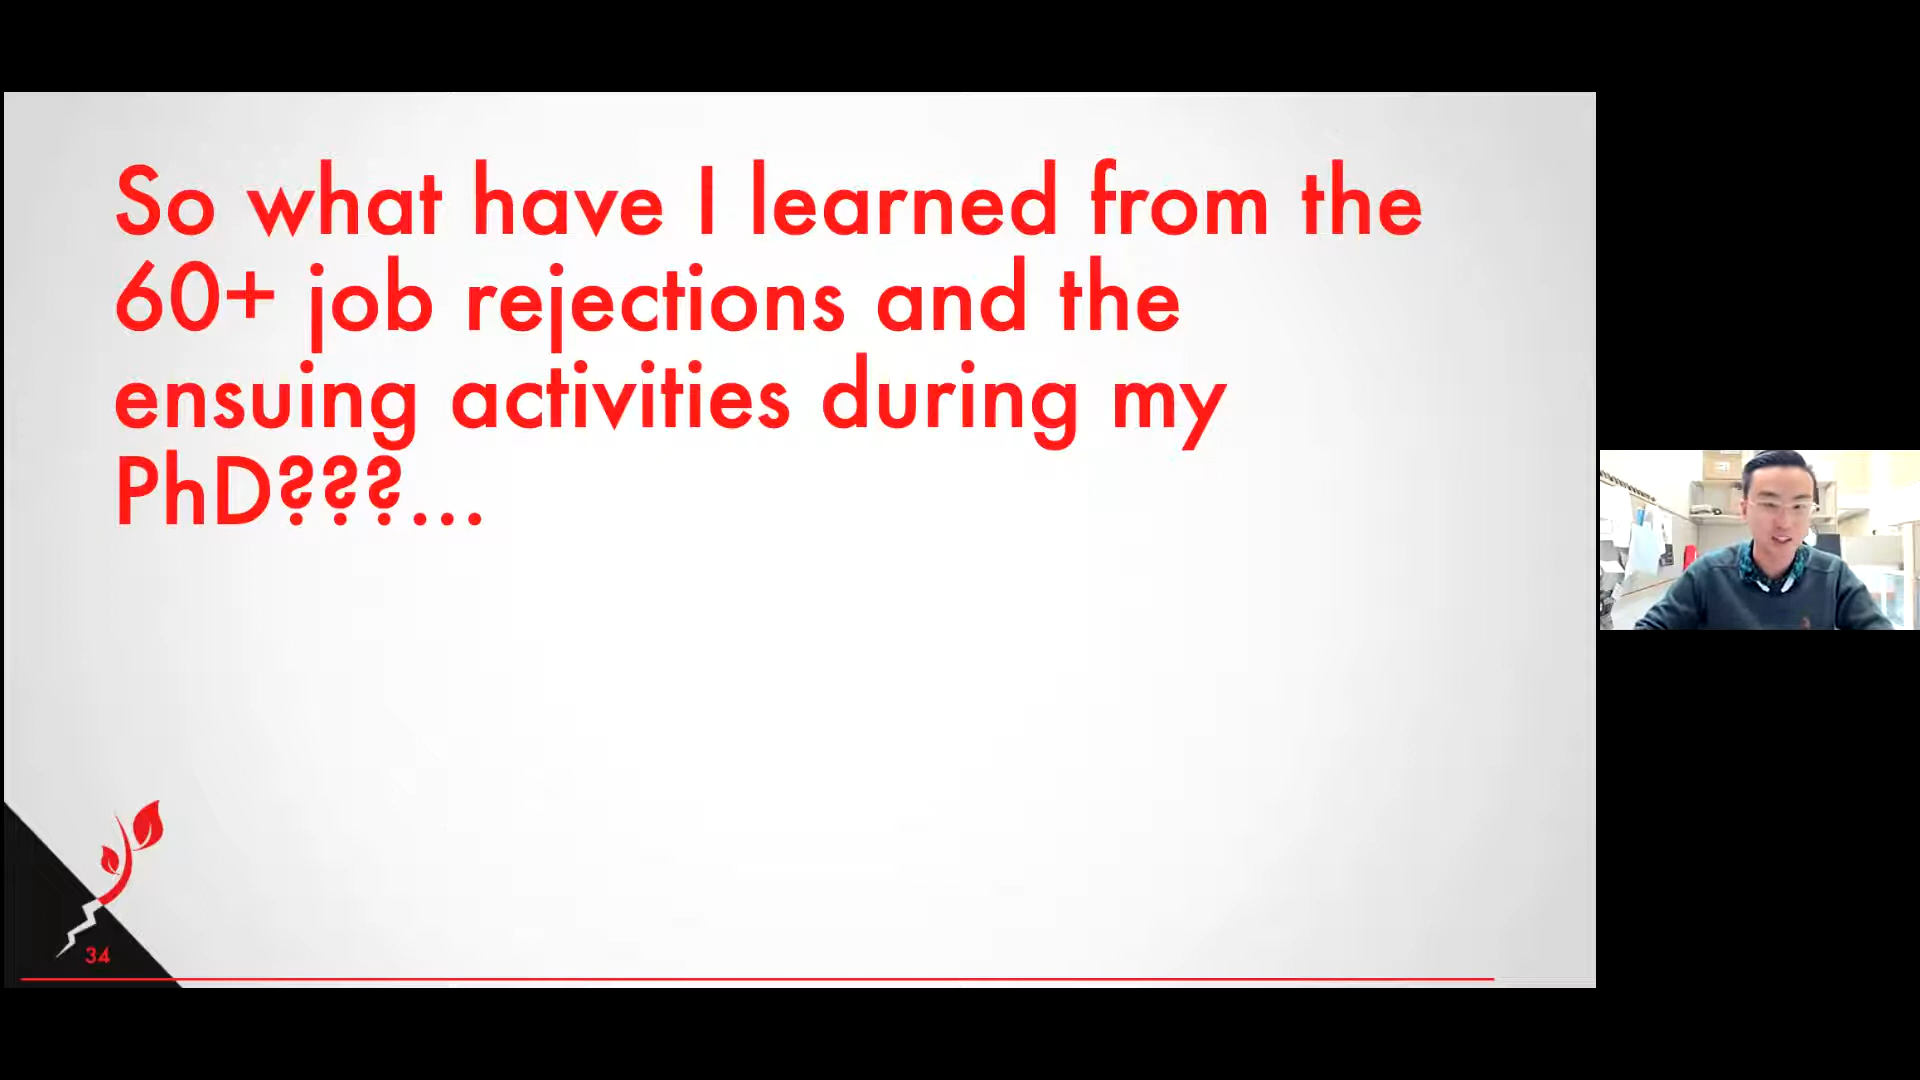 So what have I learned from the
60+ job rejections and the
ensuing activities during my
PhD???...
34